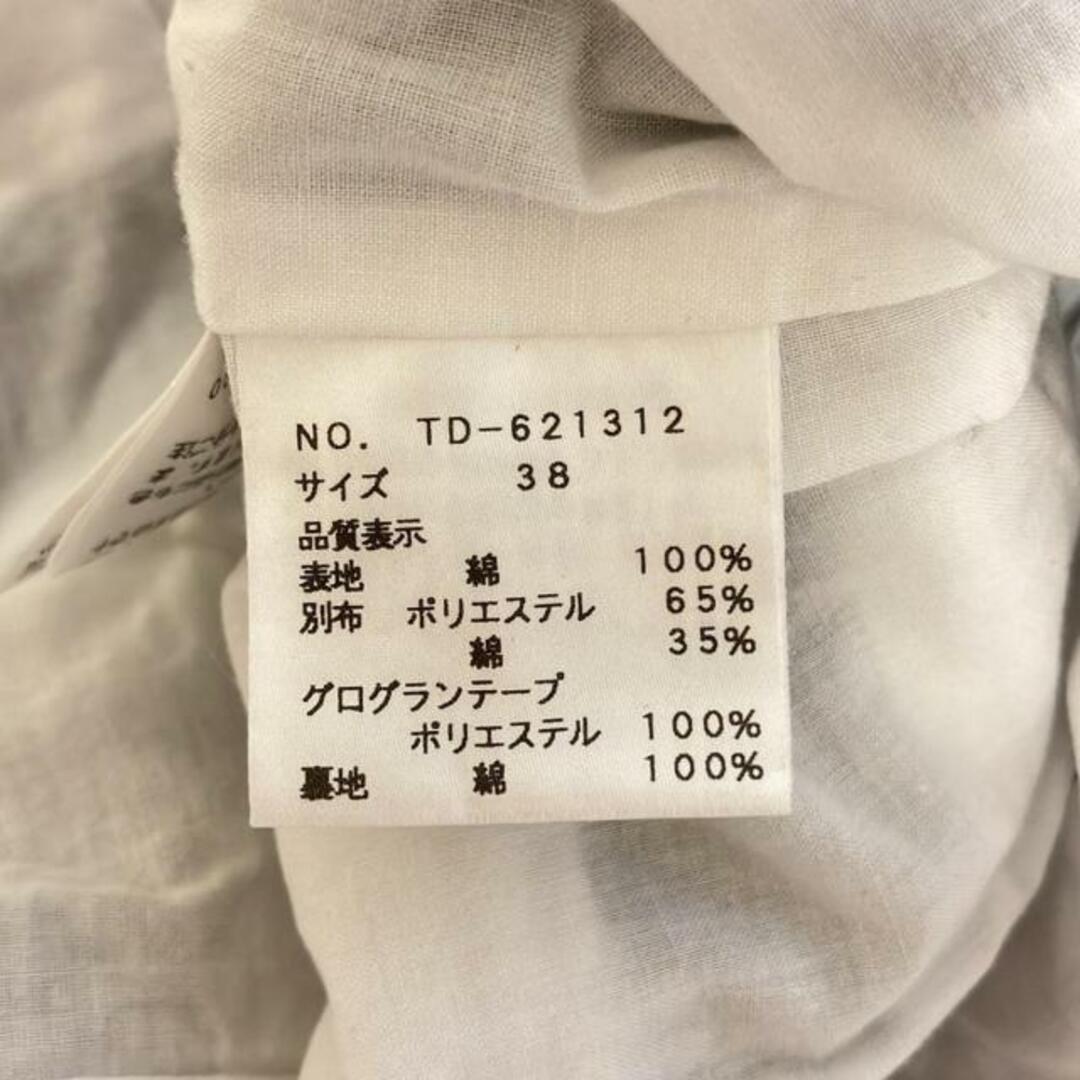 NO. TD-621312
サイズ 38
品質表示
表地 綿 100%
別布 ポリエステル 65%
綿 35%
グログランテープ
ポリエステル 100%
裏地 綿 100%